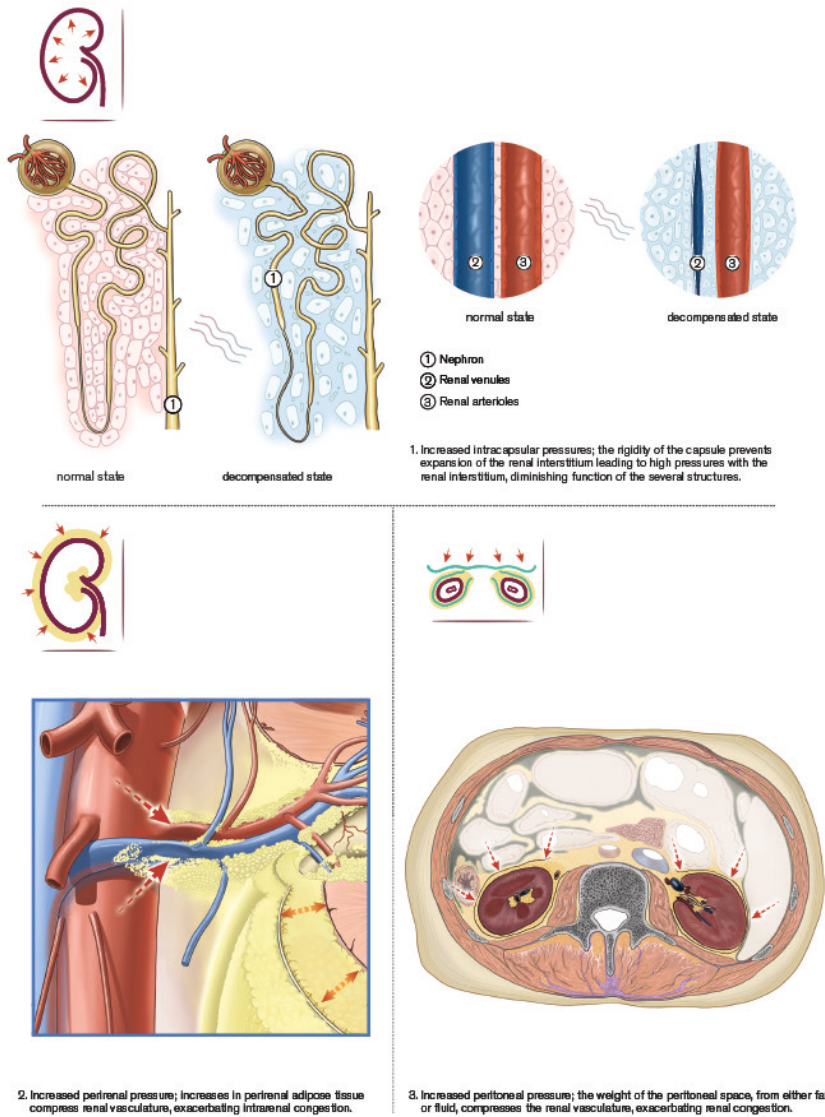 1
1
normal state
decompensated state
2
3
2
3
normal state
decompensated state
1 Nephron
2 Renal venules
3 Renal arterioles
1. Increased intracapsular pressures; the rigidity of the capsule prevents
expansion of the renal interstitium leading to high pressures with the
renal interstitium, diminishing function of the several structures.
2. Increased perirenal pressure; increases in perirenal adipose tissue
compress renal vasculature, exacerbating intrarenal congestion.
3. Increased peritoneal pressure; the weight of the peritoneal space, from either fa
or fluid, compresses the renal vasculature, exacerbating renal congestion.